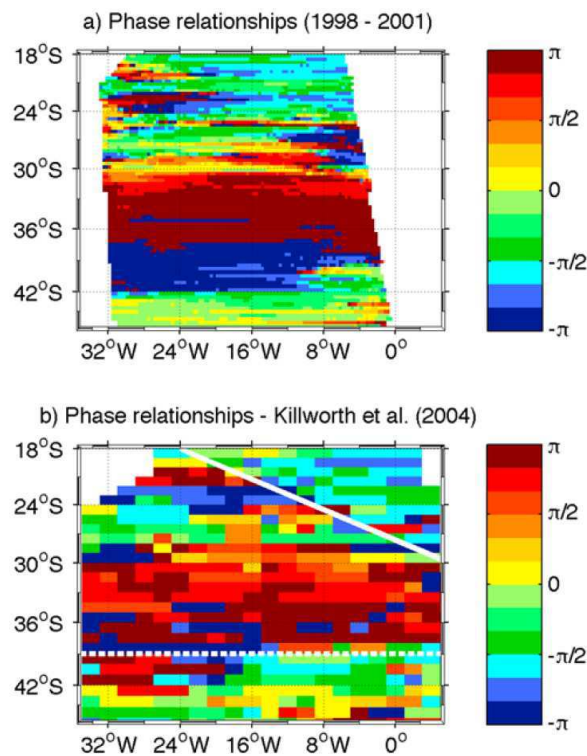 a) Phase relationships (1998 - 2001)
18°S
24°S
30°S
36°S
42°S
32°W 24°W 16°W 8°W 0°
π
π/2
0
-π/2
-π
b) Phase relationships - Killworth et al. (2004)
18°S
24°S
30°S
36°S
42°S
32°W 24°W 16°W 8°W 0°
π
π/2
0
-π/2
-π